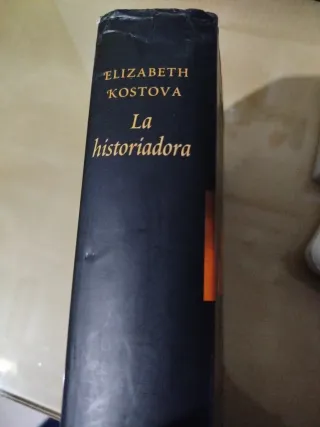 ELIZABETH
KOSTOVA
La
historiadora